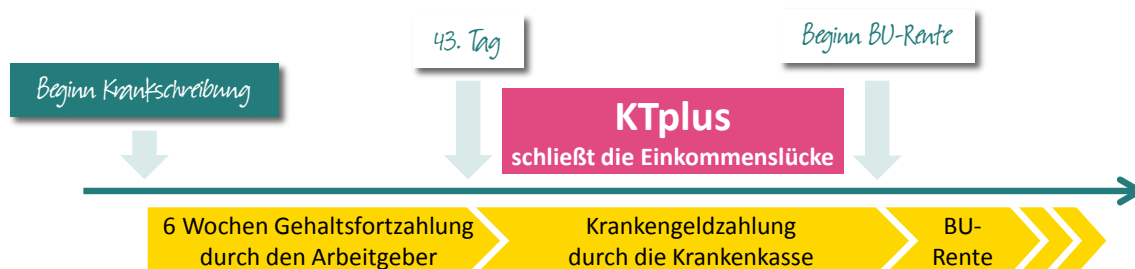 Beginn Krankschreibung
43. Tag
Beginn BU-Rente
KTplus
schließt die Einkommenslücke
6 Wochen Gehaltsfortzahlung
durch den Arbeitgeber
Krankengeldzahlung
durch die Krankenkasse
BU-
Rente